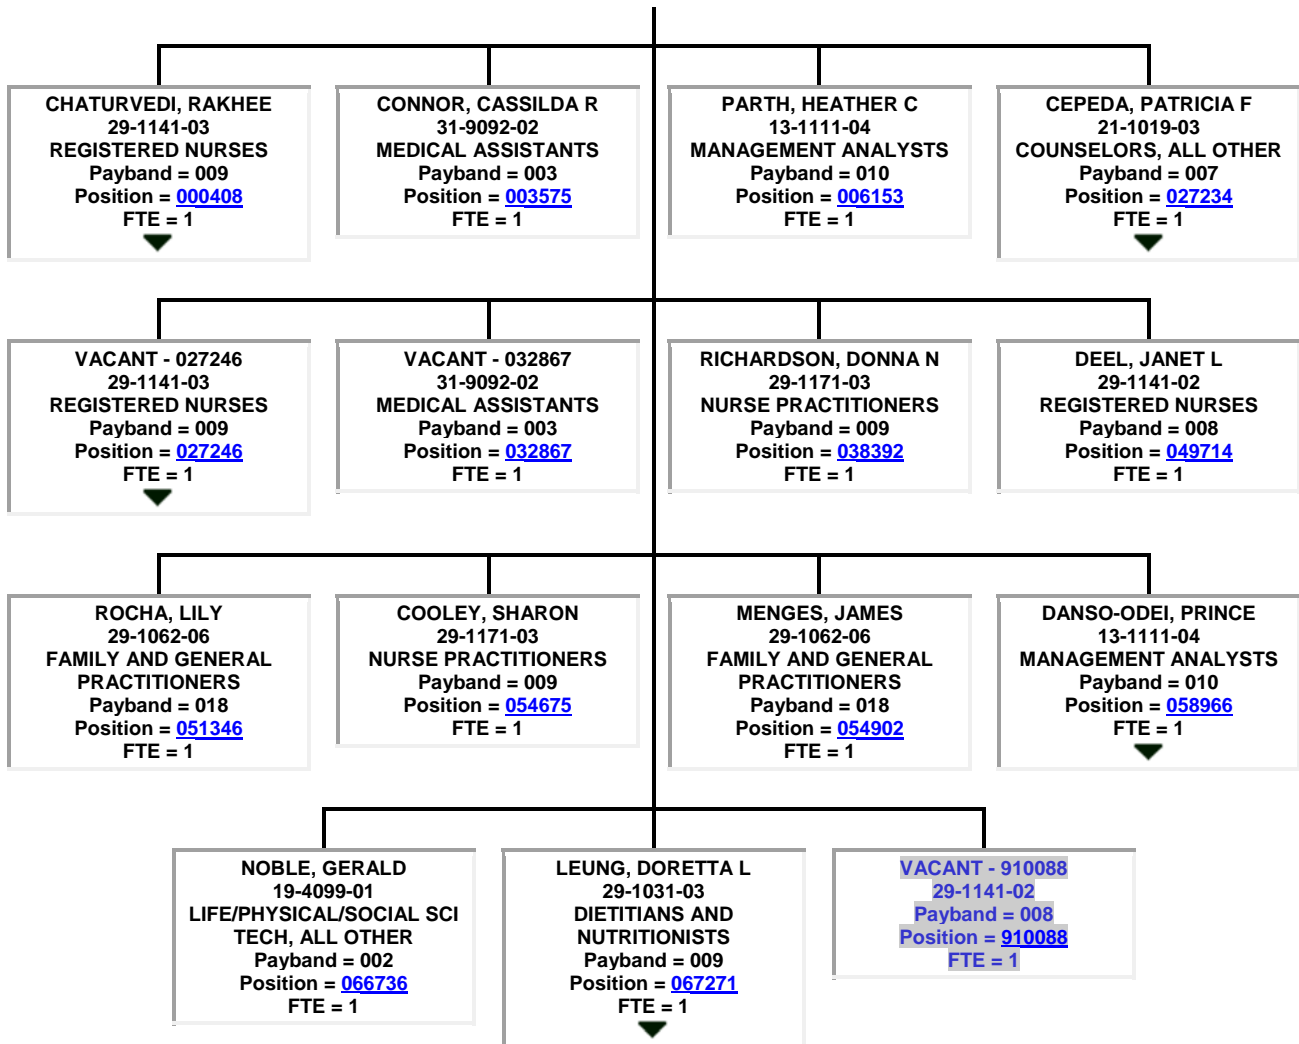 CHATURVEDI, RAKHEE
29-1141-03
REGISTERED NURSES
Payband = 009
Position = 000408
FTE = 1
CONNOR, CASSILDA R
31-9092-02
MEDICAL ASSISTANTS
Payband = 003
Position = 003575
FTE = 1
PARTH, HEATHER C
13-1111-04
MANAGEMENT ANALYSTS
Payband = 010
Position = 006153
FTE = 1
CEPEDA, PATRICIA F
21-1019-03
COUNSELORS, ALL OTHER
Payband = 007
Position = 027234
FTE = 1
VACANT - 027246
29-1141-03
REGISTERED NURSES
Payband = 009
Position = 027246
FTE = 1
VACANT - 032867
31-9092-02
MEDICAL ASSISTANTS
Payband = 003
Position = 032867
FTE = 1
RICHARDSON, DONNA N
29-1171-03
NURSE PRACTITIONERS
Payband = 009
Position = 038392
FTE = 1
DEEL, JANET L
29-1141-02
REGISTERED NURSES
Payband = 008
Position = 049714
FTE = 1
ROCHA, LILY
29-1062-06
FAMILY AND GENERAL
PRACTITIONERS
Payband = 018
Position = 051346
FTE = 1
COOLEY, SHARON
29-1171-03
NURSE PRACTITIONERS
Payband = 009
Position = 054675
FTE = 1
MENGES, JAMES
29-1062-06
FAMILY AND GENERAL
PRACTITIONERS
Payband = 018
Position = 054902
FTE = 1
DANSO-ODEI, PRINCE
13-1111-04
MANAGEMENT ANALYSTS
Payband = 010
Position = 058966
FTE = 1
NOBLE, GERALD
19-4099-01
LIFE/PHYSICAL/SOCIAL SCI
TECH, ALL OTHER
Payband = 002
Position = 066736
FTE = 1
LEUNG, DORETTA L
29-1031-03
DIETITIANS AND
NUTRITIONISTS
Payband = 009
Position = 067271
FTE = 1
VACANT - 910088
29-1141-02
Payband = 008
Position = 910088
FTE = 1